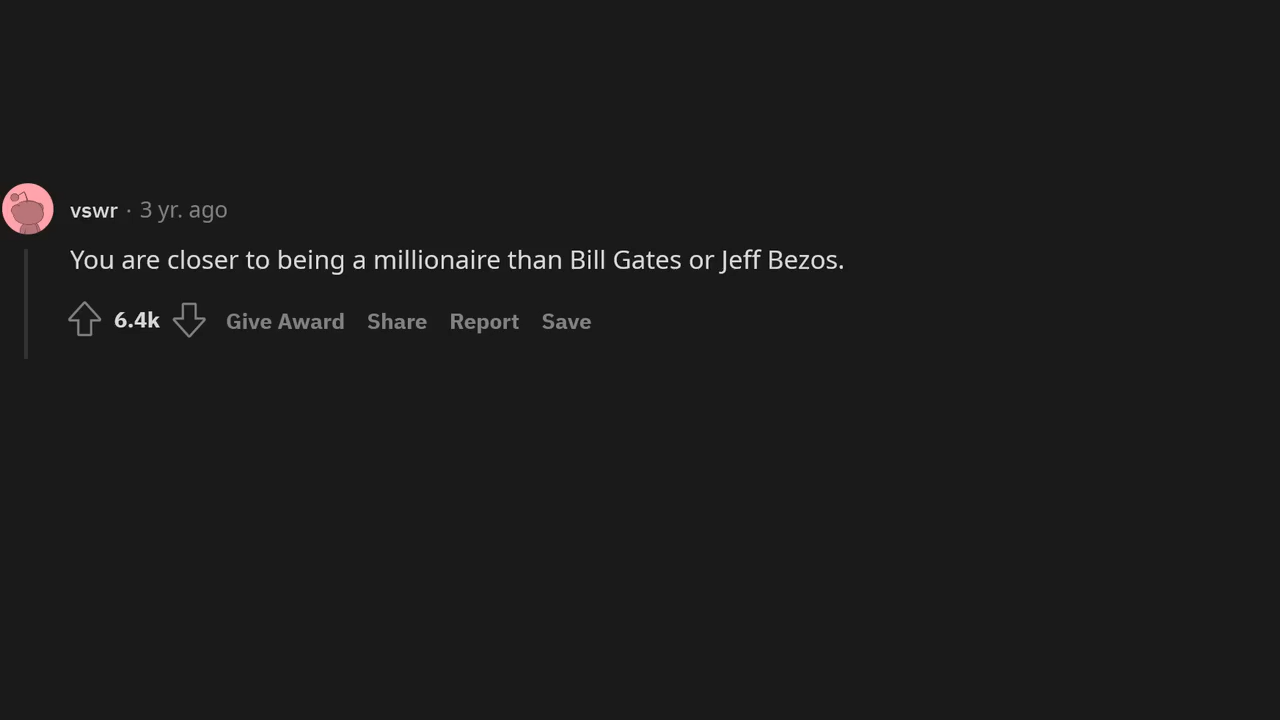 vswr · 3 yr. ago
You are closer to being a millionaire than Bill Gates or Jeff Bezos.
6.4k Give Award Share Report Save